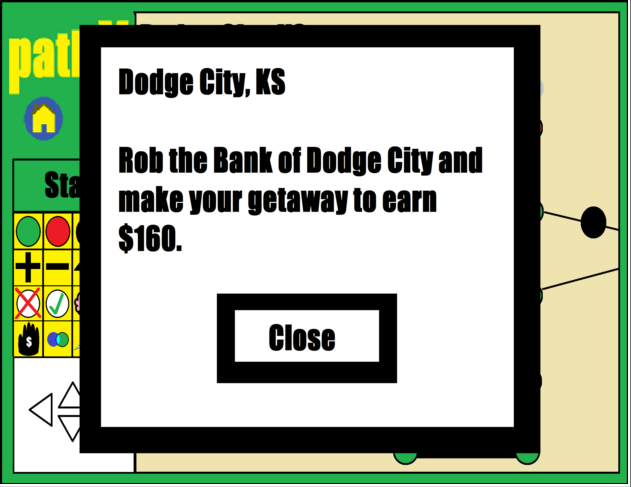 Dodge City, KS
Rob the Bank of Dodge City and
make your getaway to earn
$160.
Close
$